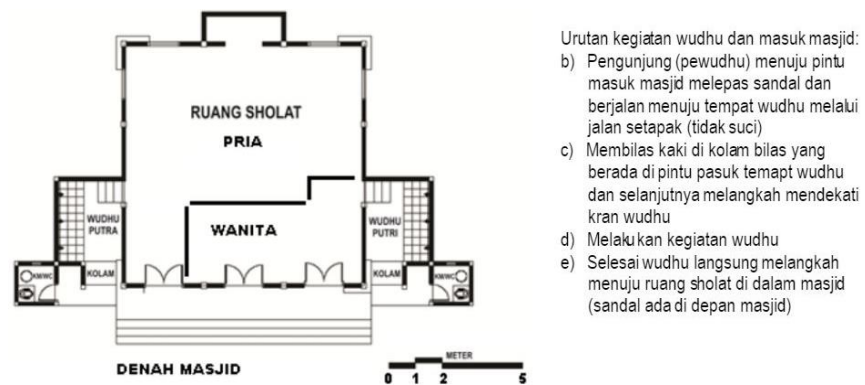 RUANG SHOLAT
PRIA
WUDHU
PUTRA
WANITA
WUDHU
PUTRI
KM/WC
KOLAM
KOLAM
KM/WC
DENAH MASJID
METER
0 1 2 5
Urutan kegiatan wudhu dan masuk masjid:
b) Pengunjung (pewudhu) menuju pintu
masuk masjid melepas sandal dan
berjalan menuju tempat wudhu melalui
jalan setapak (tidak suci)
c) Membilas kaki di kolam bilas yang
berada di pintu pasuk temapt wudhu
dan selanjutnya melangkah mendekati
kran wudhu
d) Melakukan kegiatan wudhu
e) Selesai wudhu langsung melangkah
menuju ruang sholat di dalam masjid
(sandal ada di depan masjid)